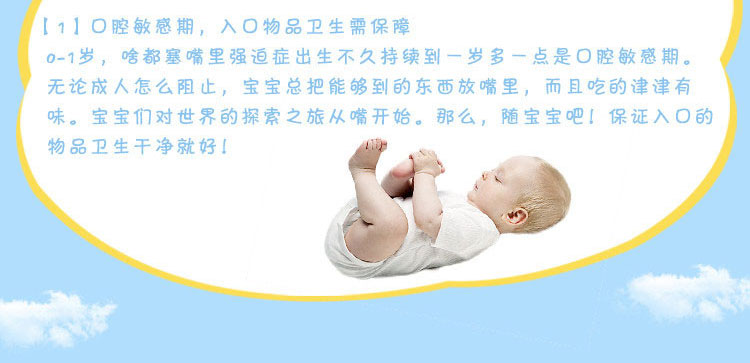 【1】口腔敏感期，入口物品卫生需保障
0-1岁，啥都塞嘴里强迫症出生不久持续到一岁多一点是口腔敏感期。
无论成人怎么阻止，宝宝总把能够到的东西放嘴里，而且吃的津津有
味。宝宝们对世界的探索之旅从嘴开始。那么，随宝宝吧！保证入口的
物品卫生干净就好！